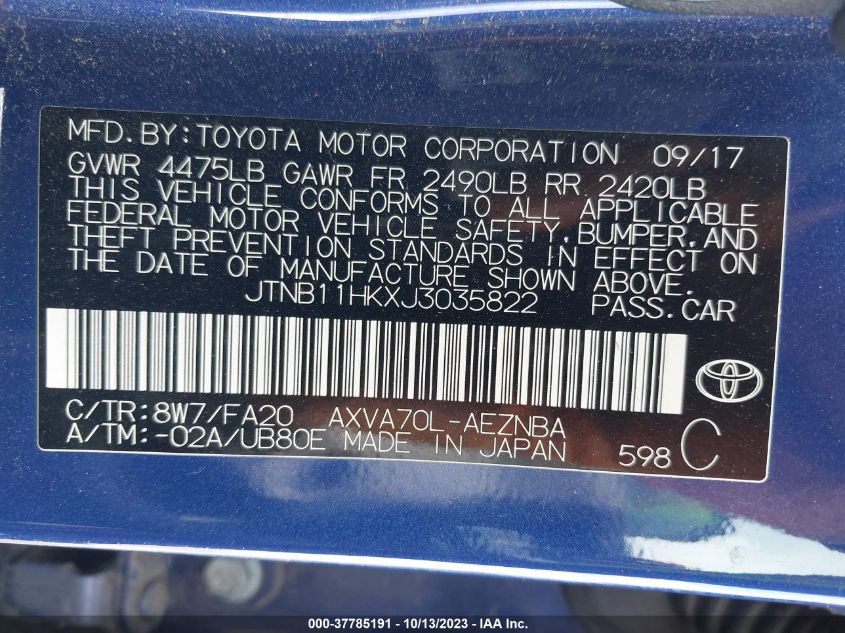 MFD. BY: TOYOTA MOTOR CORPORATION 09/17
GVWR 4475LB GAWR FR 2490LB RR 2420LB
THIS VEHICLE CONFORMS TO ALL APPLICABLE
FEDERAL MOTOR VEHICLE SAFETY, BUMPER, AND
THEFT PREVENTION STANDARDS IN EFFECT ON
THE DATE OF MANUFACTURE SHOWN ABOVE.
JTNB11HKXJ3035822 PASS. CAR
C/TR: 8W7/FA20 AXVA70L-AEZNBA
A/TM: -02A/UB80E MADE IN JAPAN 598 C
000-37785191 - 10/13/2023 - IAA Inc.